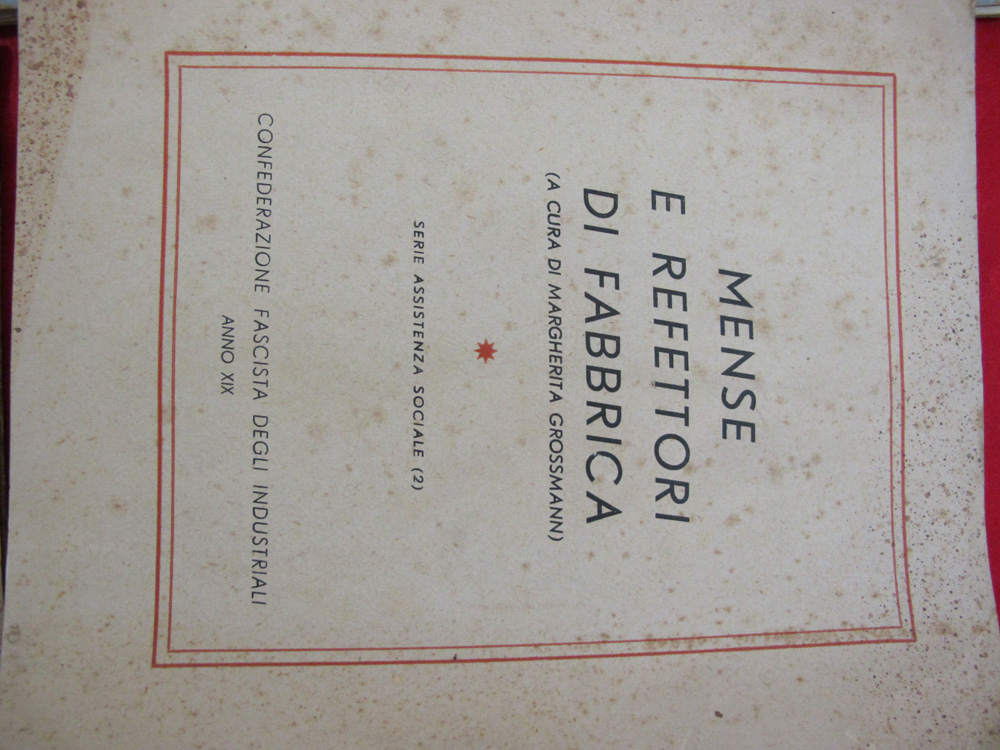 MENSE
E REFETTORI
DI FABBRICA
(A CURA DI MARGHERITA GROSSMANN)
SERIE ASSISTENZA SOCIALE (2)
CONFEDERAZIONE FASCISTA DEGLI INDUSTRIALI
ANNO XIX